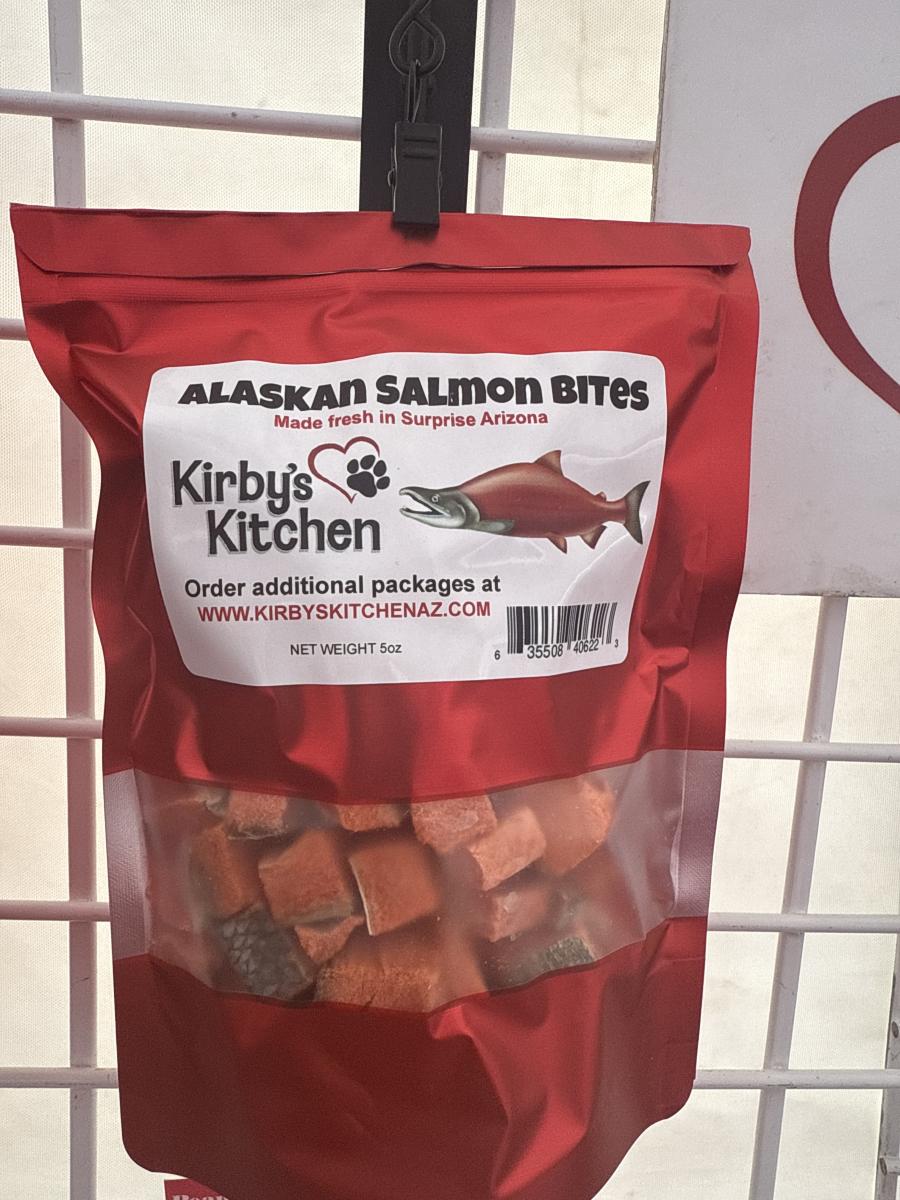 ALASKAN SALMON BITES
Made fresh in Surprise Arizona
Kirby's
Kitchen
Order additional packages at
WWW.KIRBYSKITCHENAZ.COM
NET WEIGHT 5oz
6 35508 40622 3